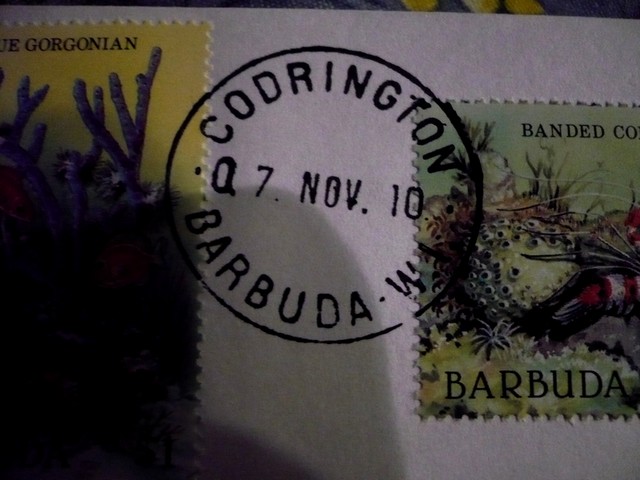 UE GORGONIAN
CODRINGTON
07. NOV. 10
BARBUDA. W.I
BANDED CO
BARBUDA